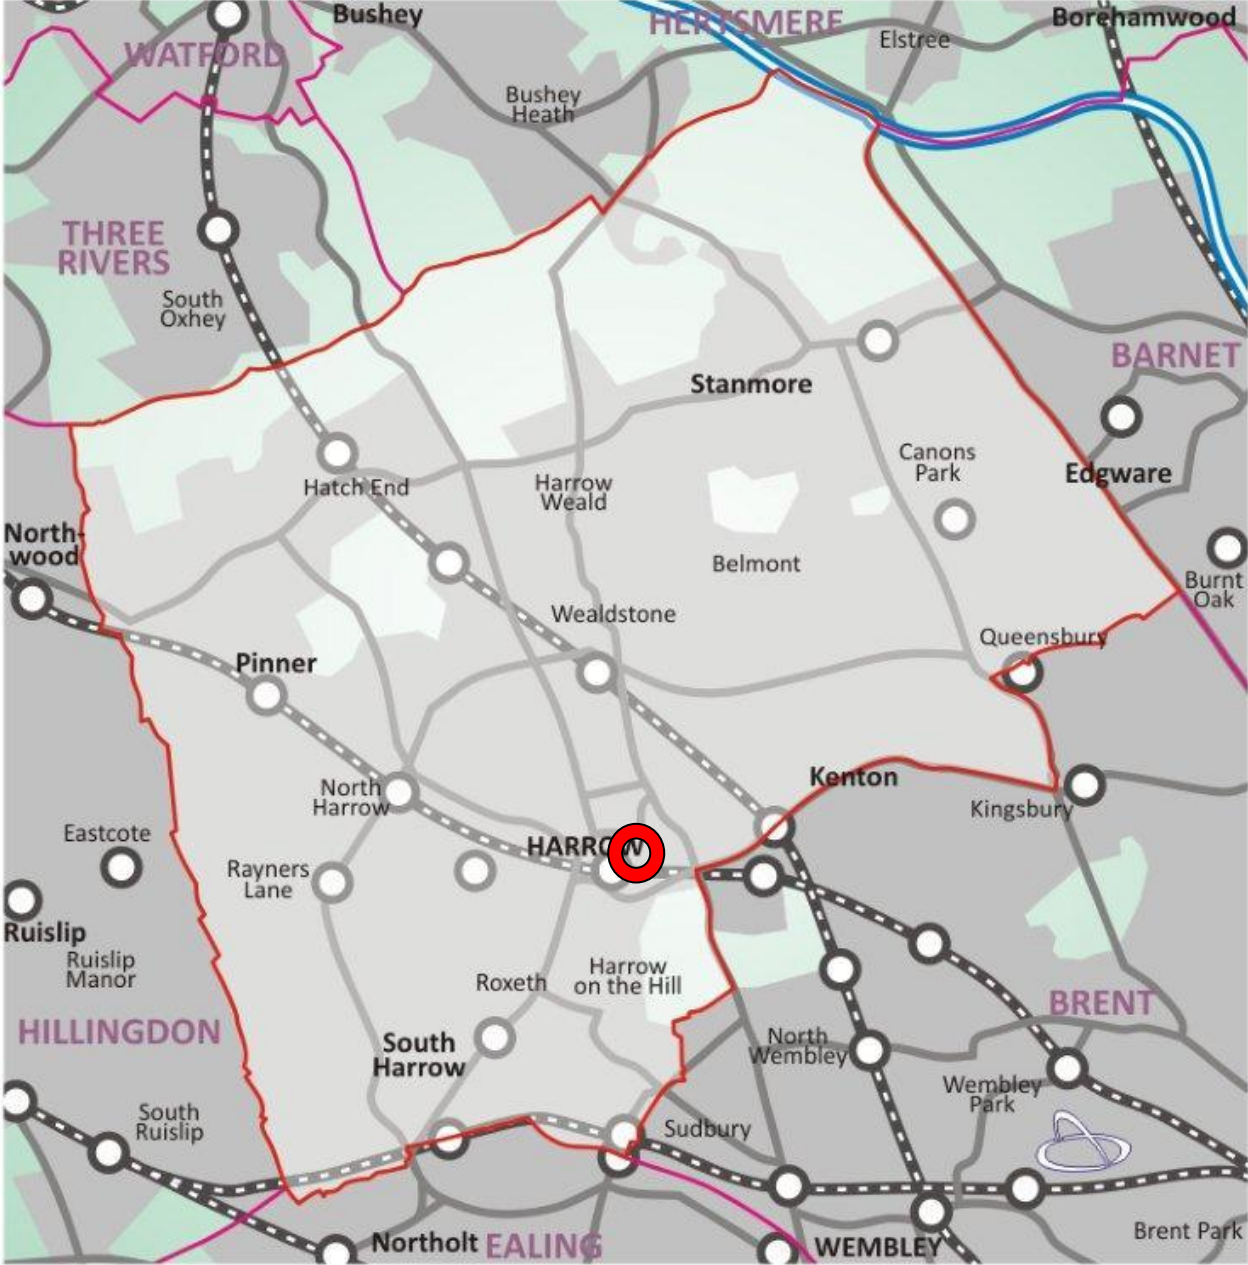 Bushey
HERTSMERE
Borehamwood
WATFORD
Elstree
Bushey
Heath
THREE
RIVERS
South
Oxhey
BARNET
Stanmore
Canons
Park
Edgware
Hatch End
Harrow
Weald
North-
wood
Belmont
Burnt
Oak
Wealdstone
Queensbury
Pinner
Kenton
North
Harrow
Kingsbury
Eastcote
HARROW
Rayners
Lane
Ruislip
Ruislip
Manor
Harrow
on the Hill
Roxeth
HILLINGDON
BRENT
South
Harrow
North
Wembley
Wembley
Park
South
Ruislip
Sudbury
Brent Park
Northolt
EALING
WEMBLEY